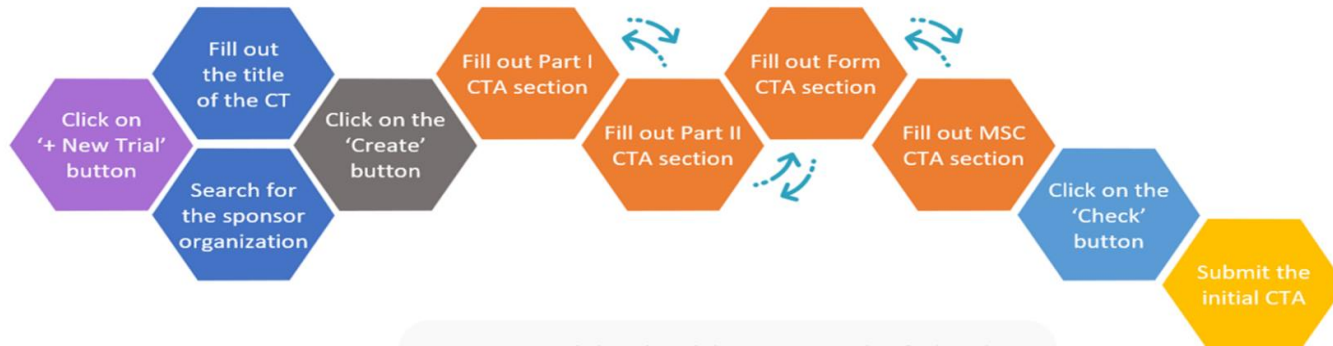 Click on
'+ New Trial'
button
Fill out
the title
of the CT
Search for
the sponsor
organization
Click on the
'Create'
button
Fill out Part I
CTA section
Fill out Part II
CTA section
Fill out Form
CTA section
Fill out MSC
CTA section
Click on the
'Check'
button
Submit the
initial CTA